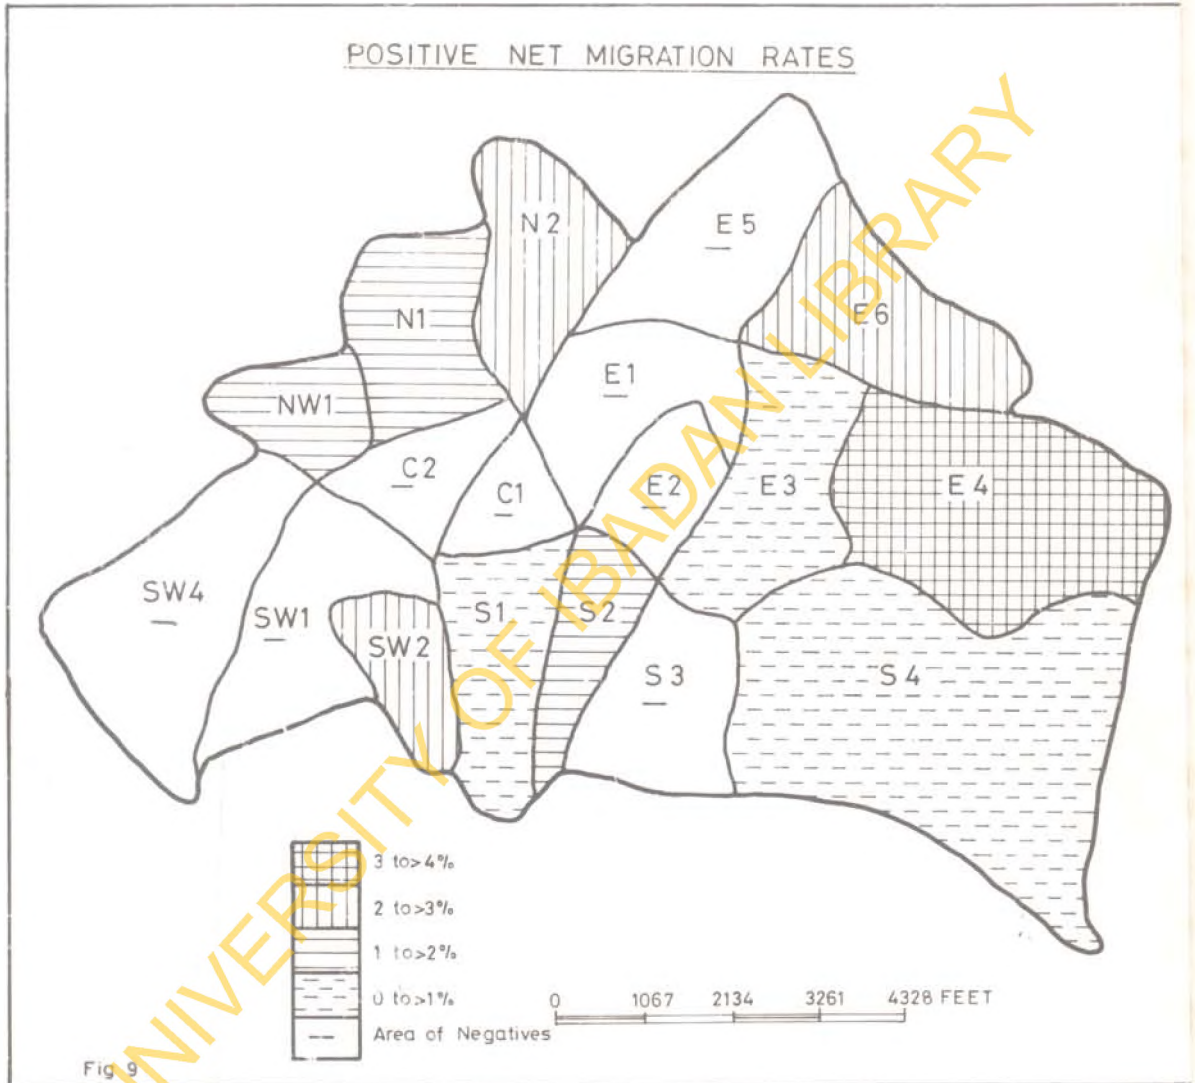 POSITIVE NET MIGRATION RATES
N2
E5
N1
E6
E1
NW1
C2
C1
E2
E3
E4
SW4
SW1
SW2
S1
S2
S3
S4
3 to>4%
2 to>3%
1 to>2%
0 to>1%
Area of Negatives
0 1067 2134 3261 4328 FEET
Fig 9
UNIVERSITY OF IBADAN LIBRARY